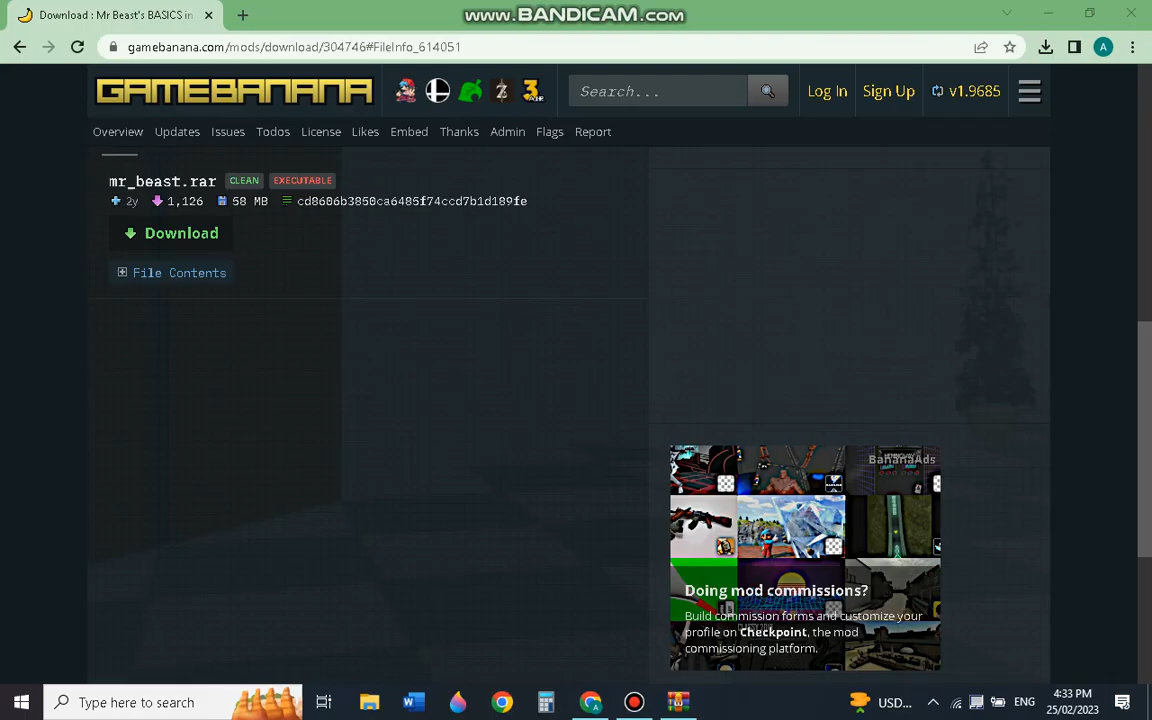 www.BANDICAM.com
Download : Mr Beast's BASICS in
gamebanana.com/mods/download/304746#FileInfo_614051
A
GAMEBANANA
Search...
Log In
Sign Up
v1.9685
Overview
Updates
Issues
Todos
License
Likes
Embed
Thanks
Admin
Flags
Report
mr_beast.rar
CLEAN
EXECUTABLE
2y
1,126
58 MB
cd8606b3850ca6485f74ccd7b1d189fe
Download
File Contents
BananaAds
Doing mod commissions?
Build commission forms and customize your
profile on Checkpoint, the mod
commissioning platform.
Type here to search
USD...
ENG
4:33 PM
25/02/2023